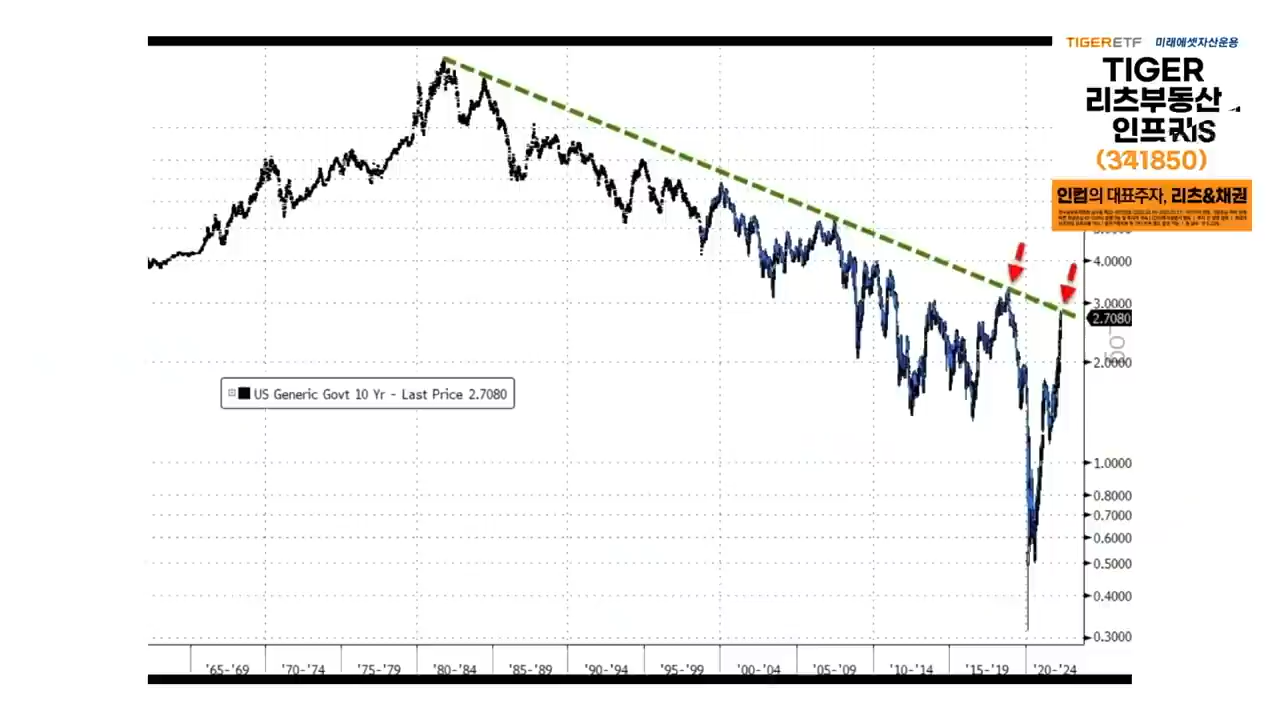 TIGERETF 미래에셋자산운용
TIGER
리츠부동산
(341850)
인컴의 대표주자, 리츠&채권
4.0000
3.0000
2.7080
2.0000
US Generic Govt 10 Yr - Last Price 2.7080
1.0000
0.8000
0.7000
0.6000
0.5000
0.4000
0.3000
'65-'69 '70-'74 '75-'79 '80-'84 '85-'89 '90-'94 '95-'99 '00-'04 '05-'09 '10-'14 '15-'19 '20-'24